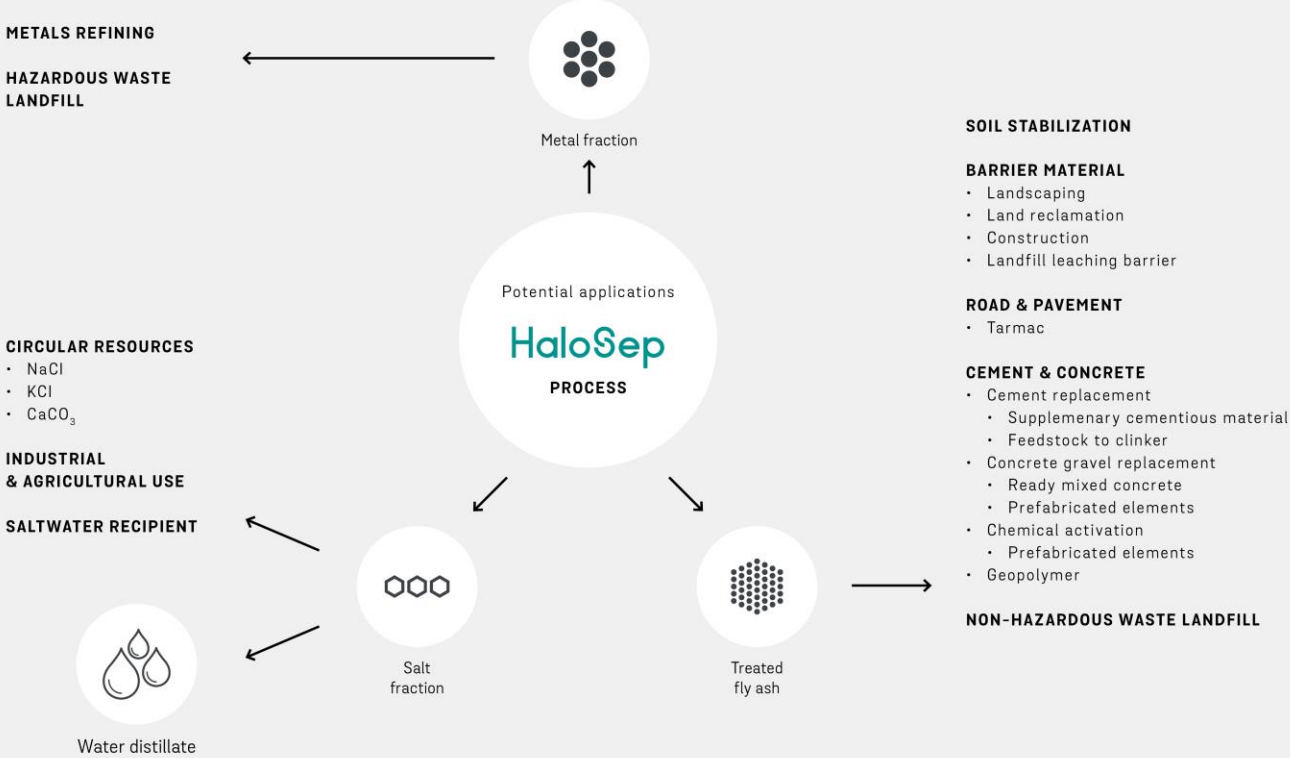 METALS REFINING
HAZARDOUS WASTE
LANDFILL
Metal fraction
Potential applications
HaloSep
PROCESS
CIRCULAR RESOURCES
• NaCl
• KCl
• CaCO₃
INDUSTRIAL
& AGRICULTURAL USE
SALTWATER RECIPIENT
Salt
fraction
Water distillate
Treated
fly ash
SOIL STABILIZATION
BARRIER MATERIAL
• Landscaping
• Land reclamation
• Construction
• Landfill leaching barrier
ROAD & PAVEMENT
• Tarmac
CEMENT & CONCRETE
• Cement replacement
• Supplemenary cementious material
• Feedstock to clinker
• Concrete gravel replacement
• Ready mixed concrete
• Prefabricated elements
• Chemical activation
• Prefabricated elements
• Geopolymer
NON-HAZARDOUS WASTE LANDFILL